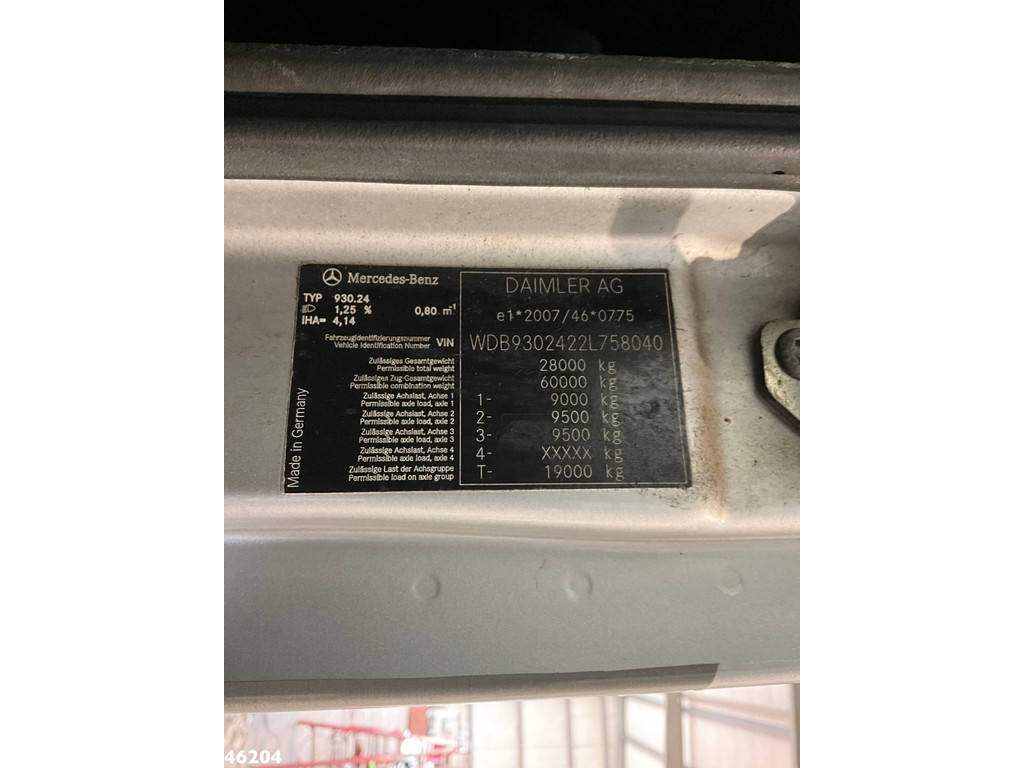 Mercedes-Benz
TYP 930.24
1,25 % 0,80 m⁻¹
IHA= 4,14
Fahrzeugidentifizierungsnummer
Vehicle Identification Number VIN
Zulässiges Gesamtgewicht
Permissible total weight
Zulässiges Zug-Gesamtgewicht
Permissible combination weight
Zulässige Achslast, Achse 1
Permissible axle load, axle 1
Zulässige Achslast, Achse 2
Permissible axle load, axle 2
Zulässige Achslast, Achse 3
Permissible axle load, axle 3
Zulässige Achslast, Achse 4
Permissible axle load, axle 4
Zulässige Last der Achsgruppe
Permissible load on axle group
Made in Germany
DAIMLER AG
e1*2007/46*0775
WDB9302422L758040
28000 kg
60000 kg
1- 9000 kg
2- 9500 kg
3- 9500 kg
4- XXXXX kg
T- 19000 kg
46204